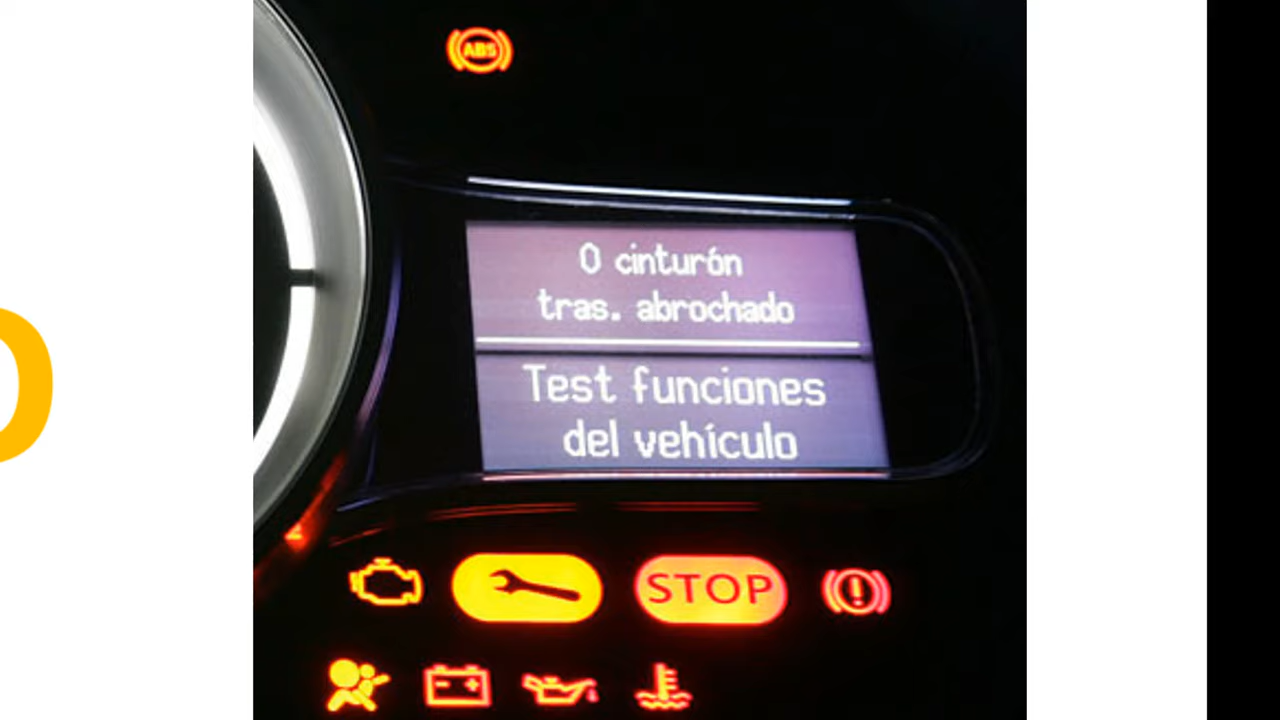 ABS
0 cinturón
tras. abrochado
Test funciones
del vehículo
STOP